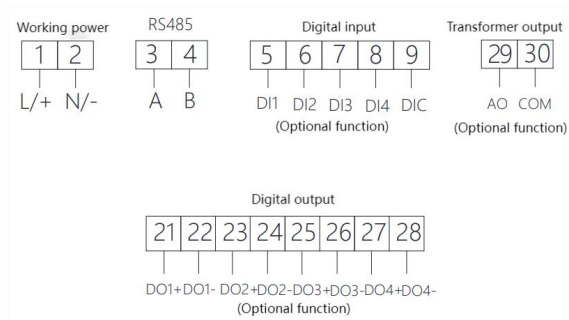 Working power RS485 Digital input Transformer output
1 2 3 4 5 6 7 8 9 29 30
L/+ N/- A B DI1 DI2 DI3 DI4 DIC AO COM
(Optional function) (Optional function)
Digital output
21 22 23 24 25 26 27 28
DO1+DO1- DO2+DO2-DO3+DO3-DO4+DO4-
(Optional function)